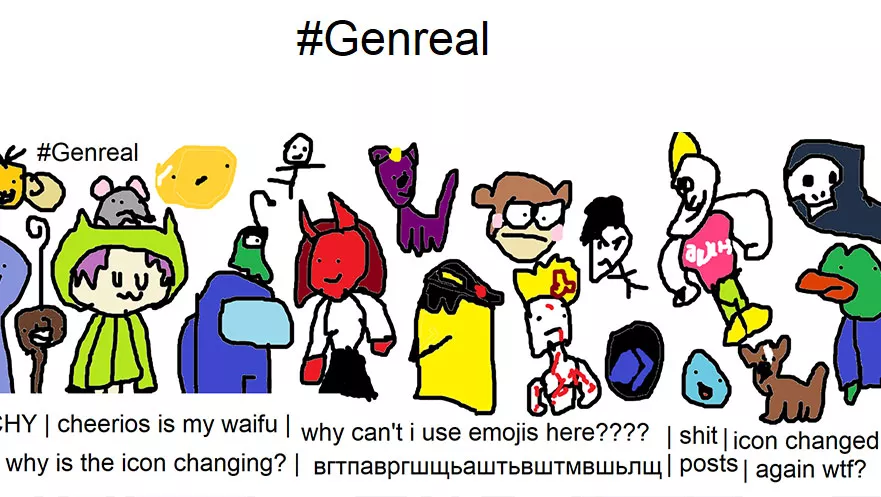 #Genreal
#Genreal
CHY | cheerios is my waifu | why can't i use emojis here???? | shit | icon changed
why is the icon changing? | вгтпавргшщьаштьвштмвшьлщ | posts | again wtf?